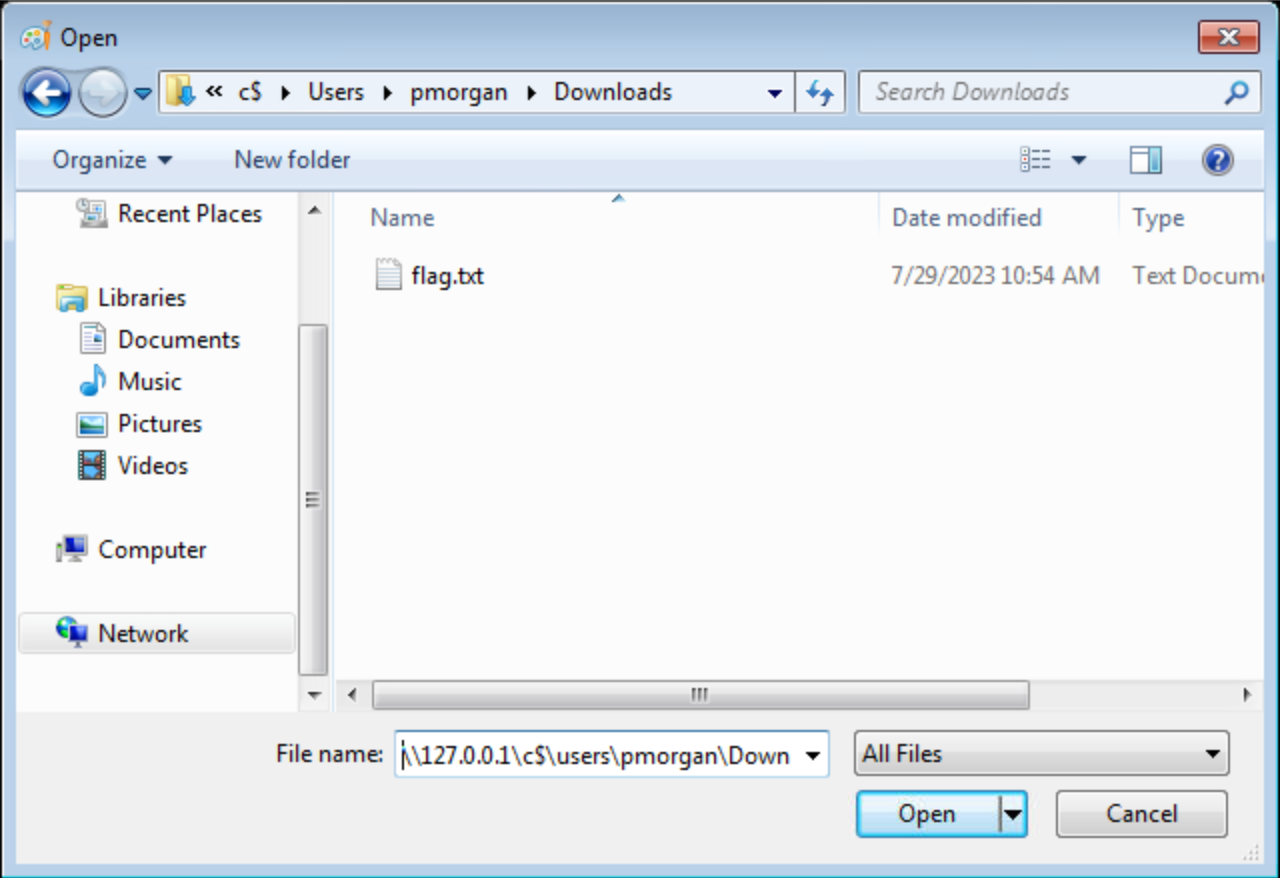 Open
« c$ Users pmorgan Downloads Search Downloads
Organize New folder
Recent Places
Libraries
Documents
Music
Pictures
Videos
Computer
Network
Name Date modified Type
flag.txt 7/29/2023 10:54 AM Text Docum
File name: \\127.0.0.1\c$\users\pmorgan\Down All Files
Open Cancel